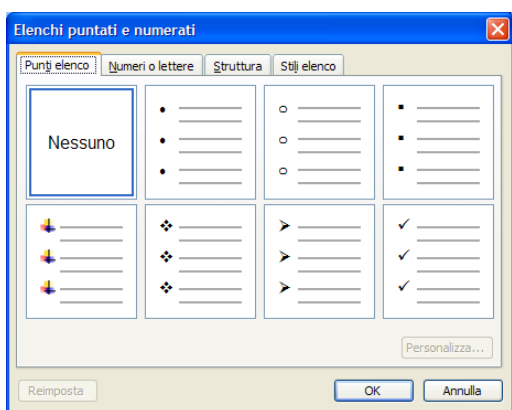 Elenchi puntati e numerati
Punti elenco
Numeri o lettere
Struttura
Stili elenco
Nessuno
Personalizza...
Reimposta
OK
Annulla